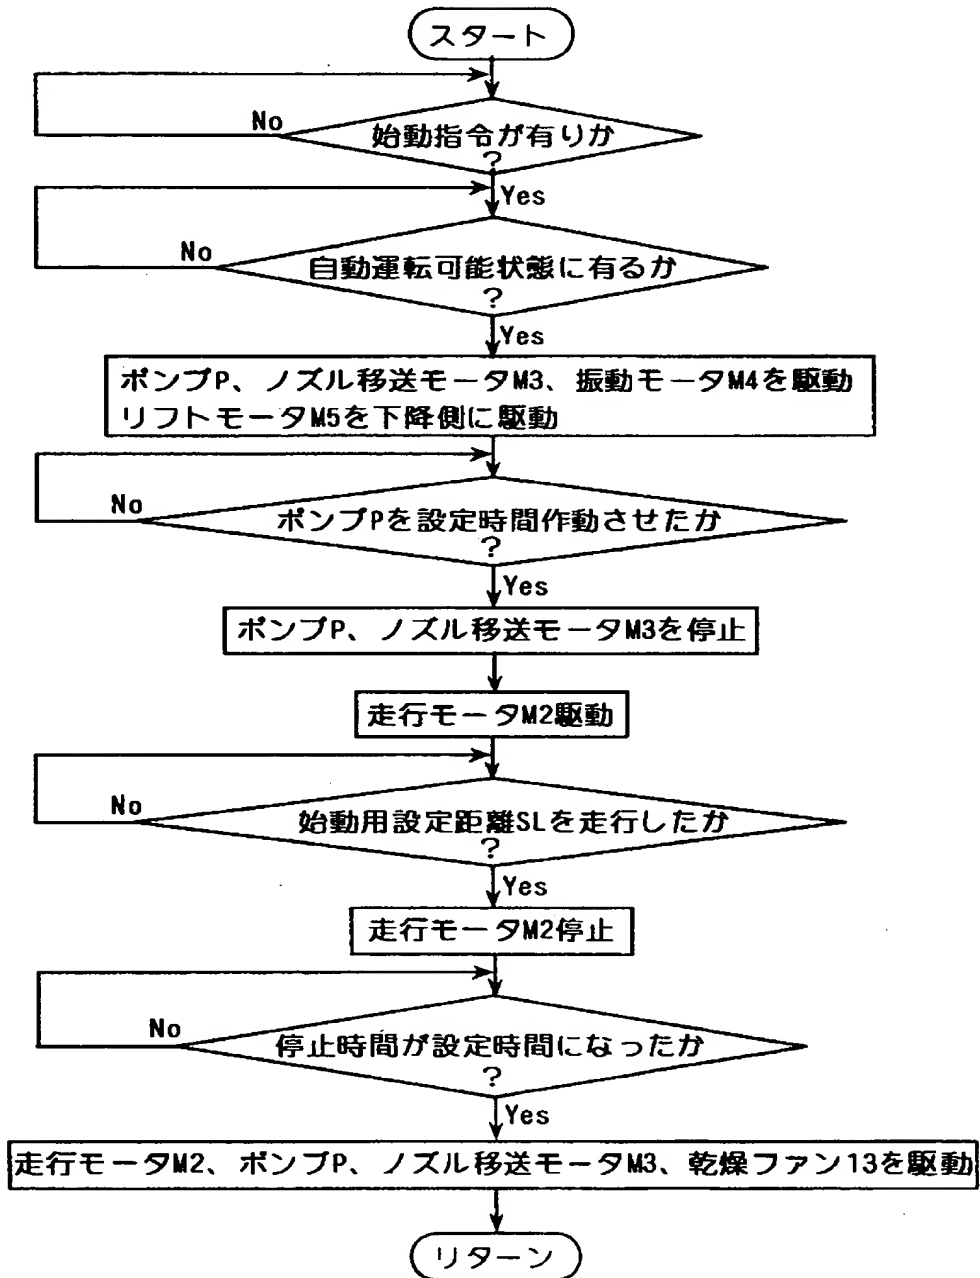 スタート
No
始動指令が有りか
?
Yes
No
自動運転可能状態に有るか
?
Yes
ポンプP、ノズル移送モータM3、振動モータM4を駆動
リフトモータM5を下降側に駆動
No
ポンプPを設定時間作動させたか
?
Yes
ポンプP、ノズル移送モータM3を停止
走行モータM2駆動
No
始動用設定距離SLを走行したか
?
Yes
走行モータM2停止
No
停止時間が設定時間になったか
?
Yes
走行モータM2、ポンプP、ノズル移送モータM3、乾燥ファン13を駆動
リターン